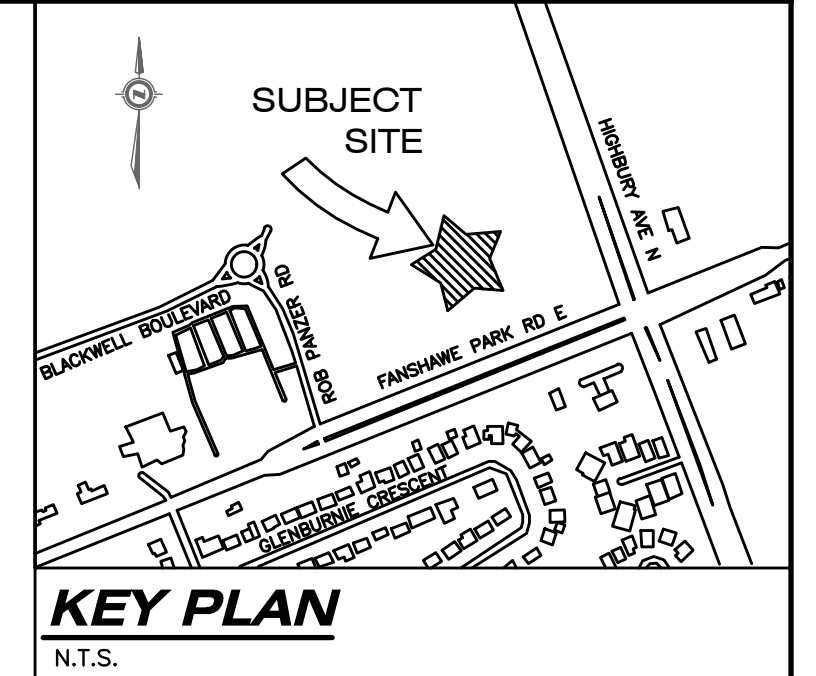 SUBJECT
SITE
HIGHBURY AVE N
BLACKWELL BOULEVARD
ROB PANZER RD
FANSHAWE PARK RD E
GLENBURNIE CRESCENT
KEY PLAN
N.T.S.